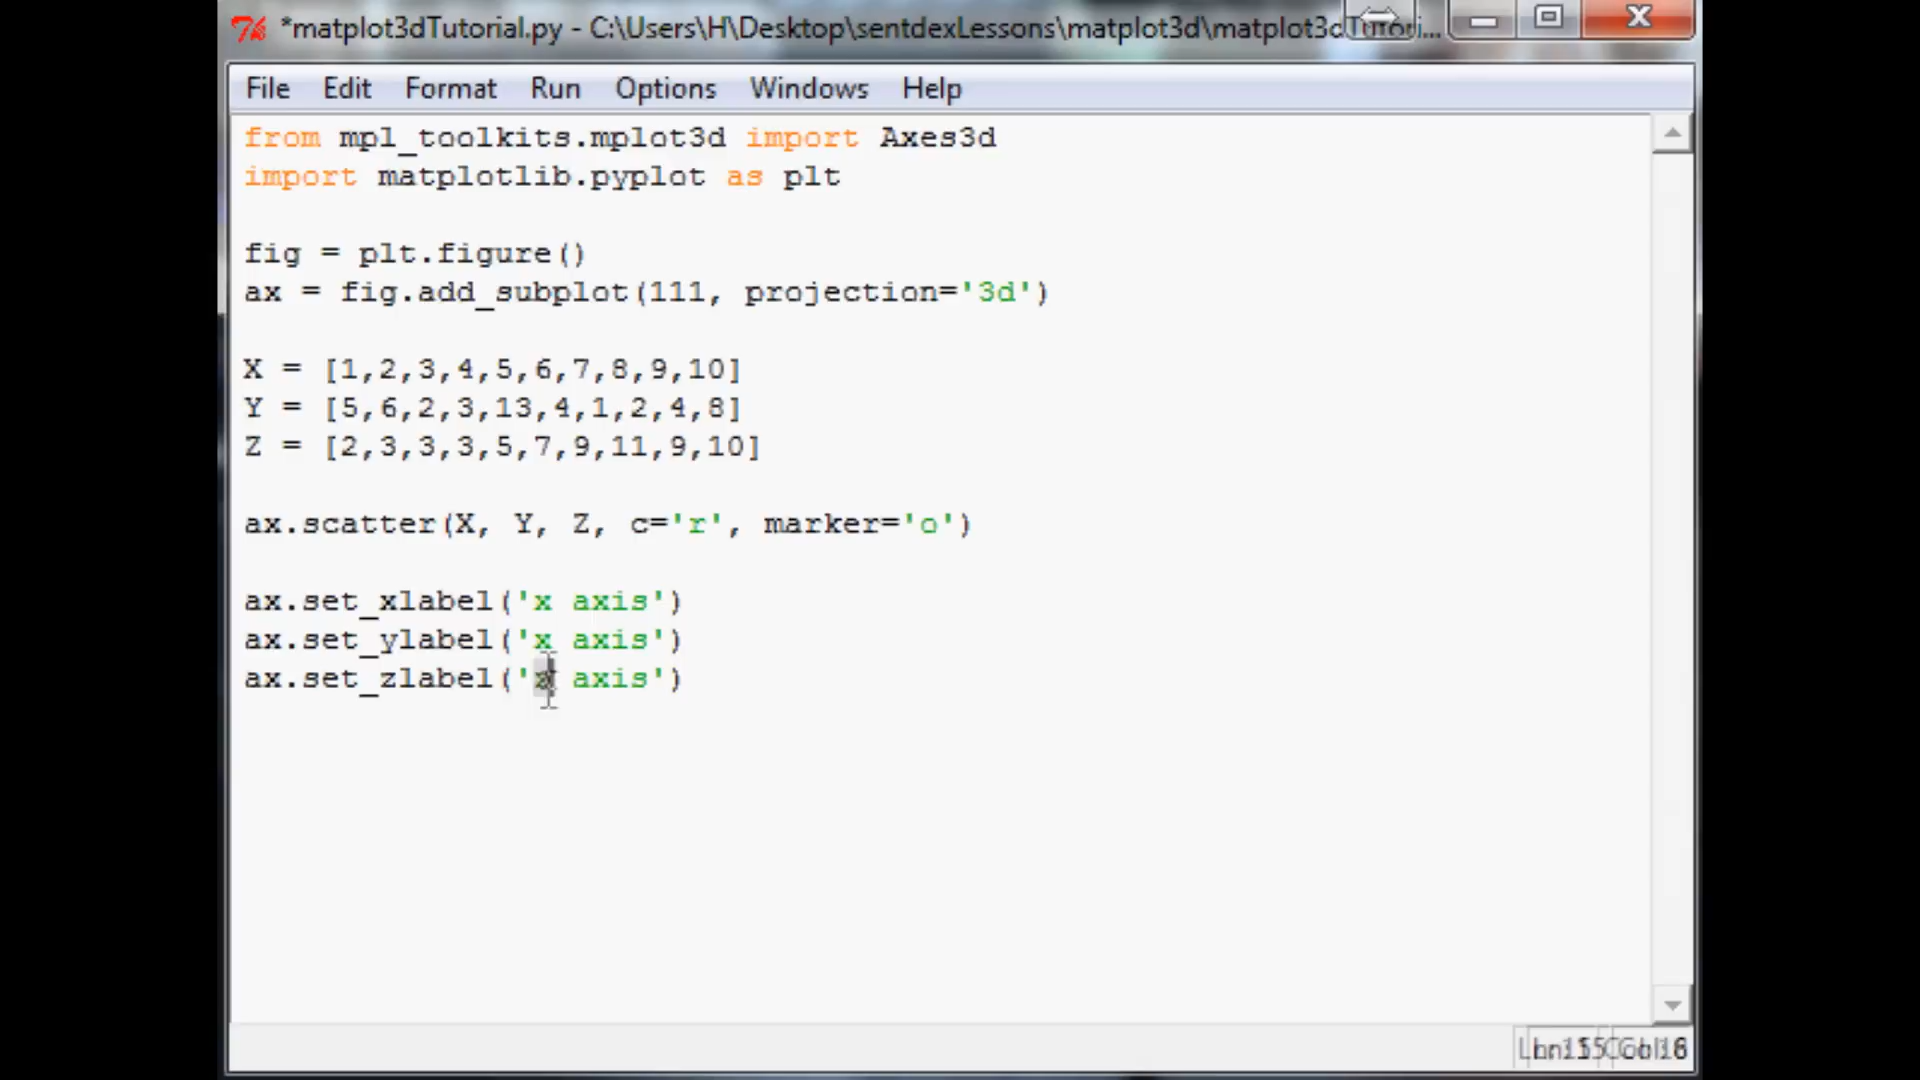 *matplot3dTutorial.py - C:\Users\H\Desktop\sentdexLessons\matplot3d\matplot3dTutori...
File Edit Format Run Options Windows Help
from mpl_toolkits.mplot3d import Axes3d
import matplotlib.pyplot as plt
fig = plt.figure()
ax = fig.add_subplot(111, projection='3d')
X = [1,2,3,4,5,6,7,8,9,10]
Y = [5,6,2,3,13,4,1,2,4,8]
Z = [2,3,3,3,5,7,9,11,9,10]
ax.scatter(X, Y, Z, c='r', marker='o')
ax.set_xlabel('x axis')
ax.set_ylabel('x axis')
ax.set_zlabel(' axis')